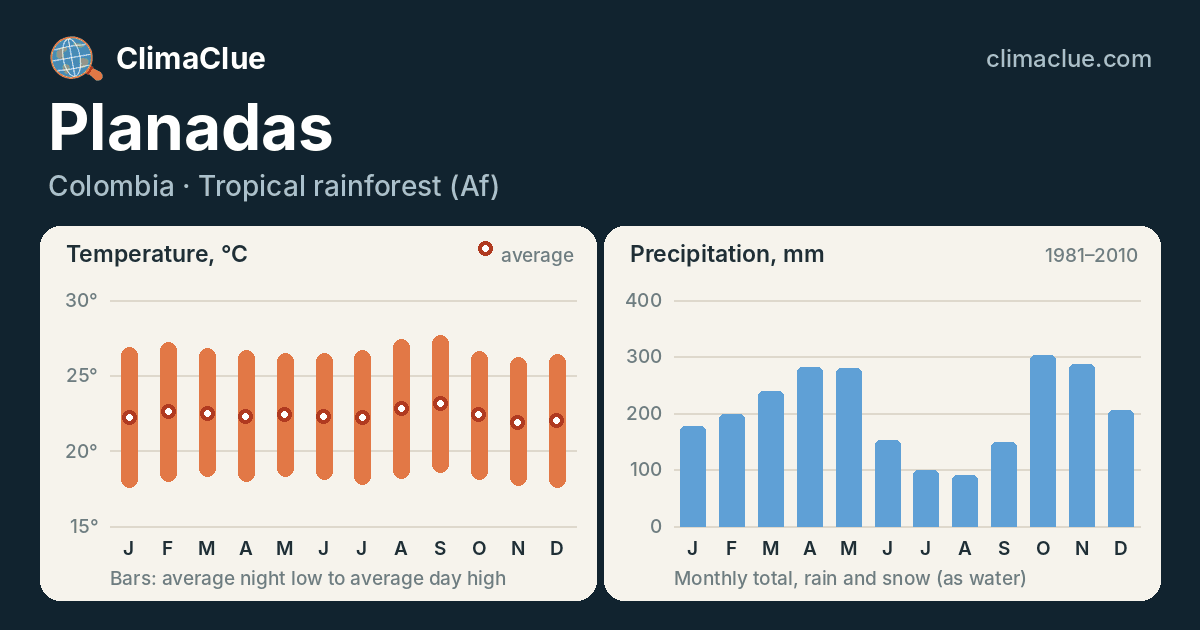 ClimaClue
climaclue.com
Planadas
Colombia · Tropical rainforest (Af)
Temperature, °C
average
30°
25°
20°
15°
J F M A M J J A S O N D
Bars: average night low to average day high
Precipitation, mm
1981–2010
400
300
200
100
0
J F M A M J J A S O N D
Monthly total, rain and snow (as water)